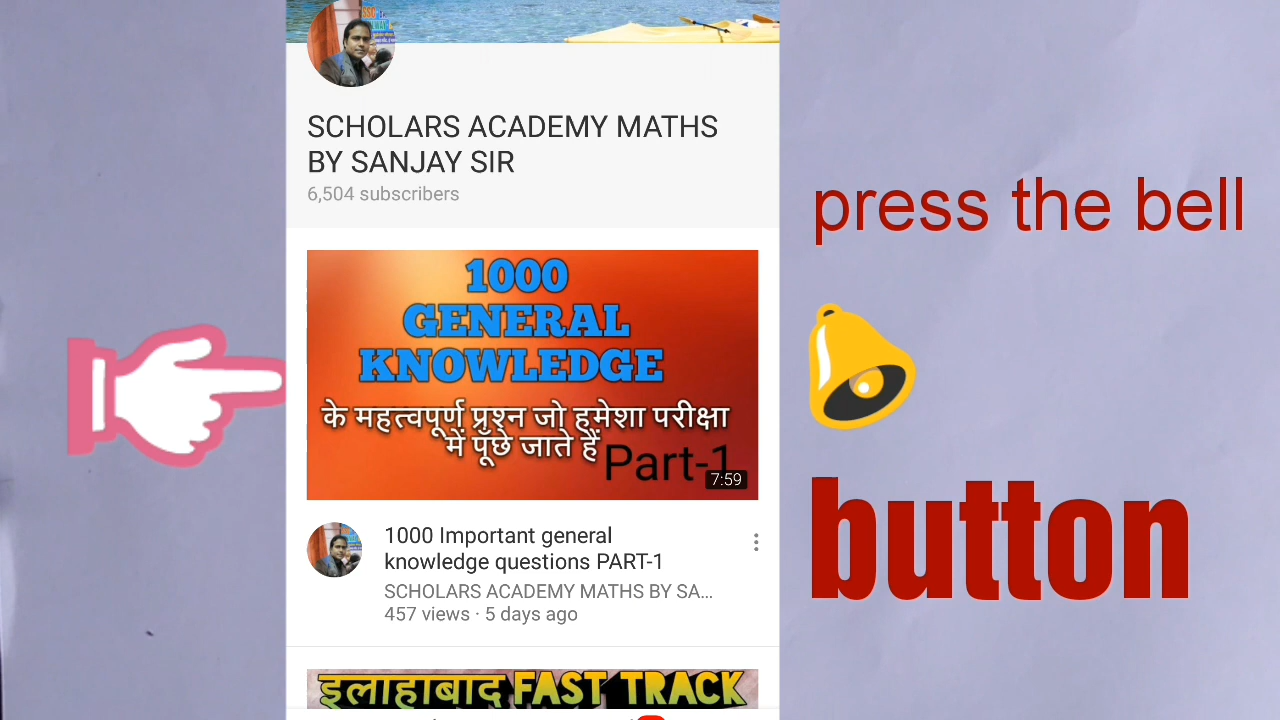 SCHOLARS ACADEMY MATHS
BY SANJAY SIR
6,504 subscribers
1000
GENERAL
KNOWLEDGE
के महत्वपूर्ण प्रश्न जो हमेशा परीक्षा
में पूँछे जाते हैं
Part-1
7:59
1000 Important general
knowledge questions PART-1
SCHOLARS ACADEMY MATHS BY SA...
457 views · 5 days ago
इलाहाबाद FAST TRACK
press the bell
button